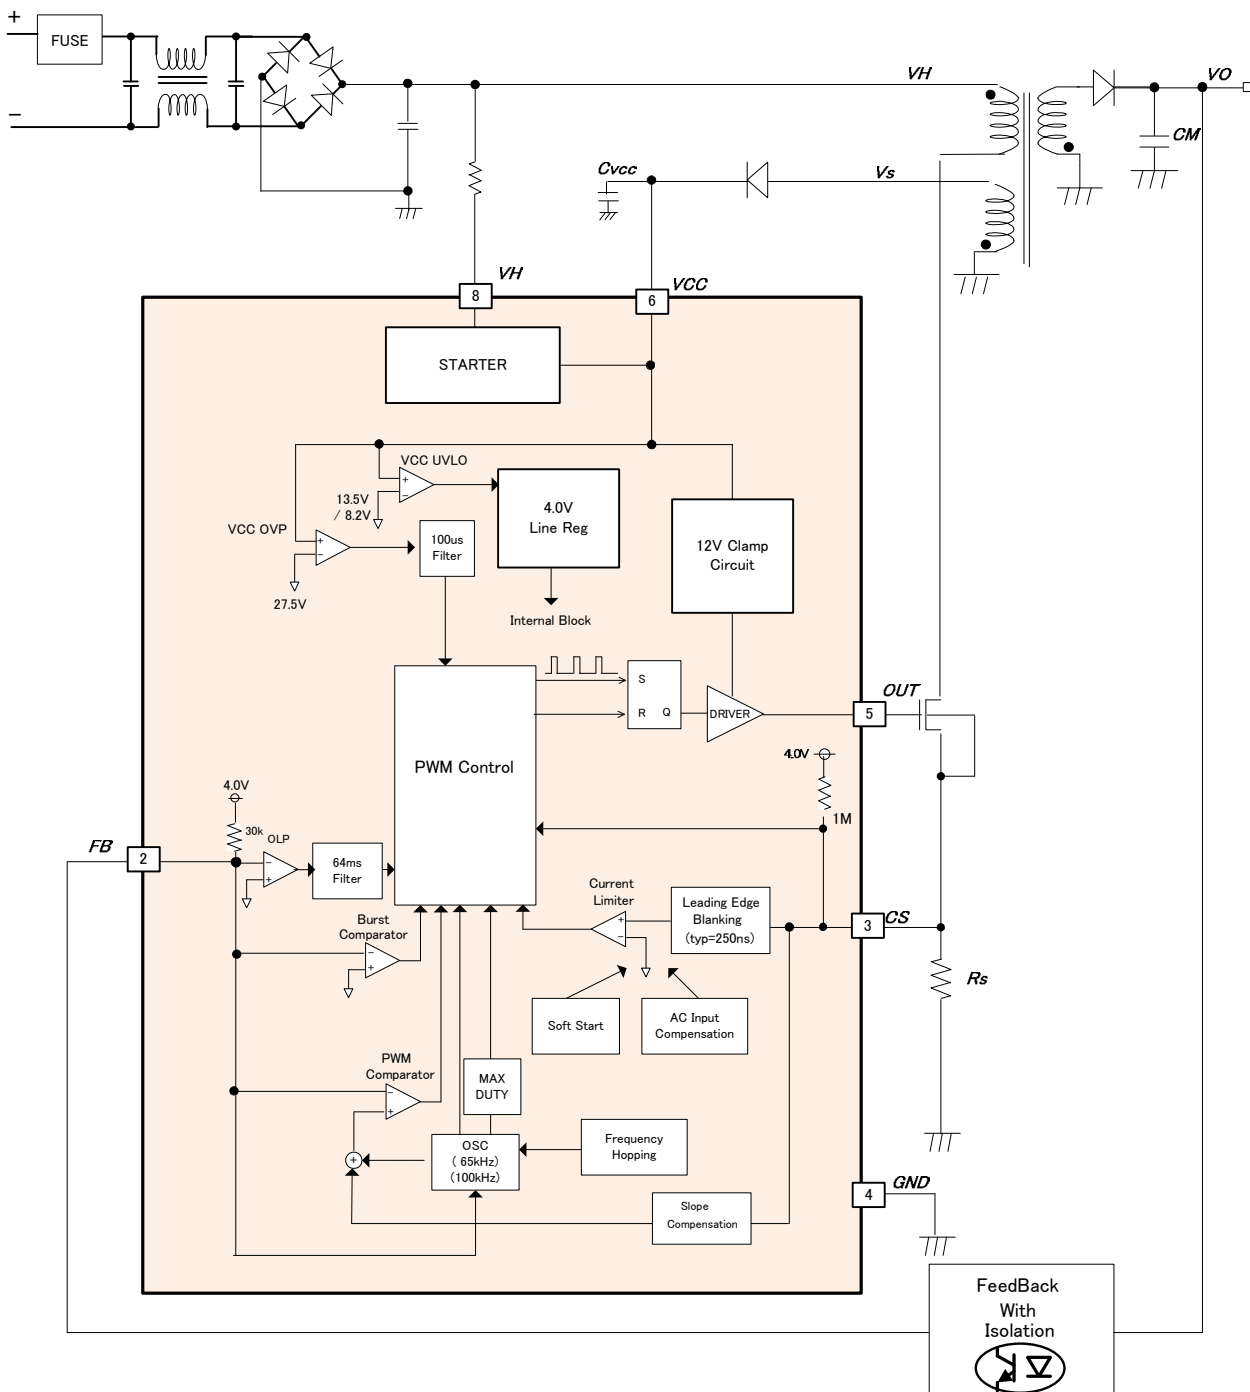 +
FUSE
−
VH
VO
CM
Cvcc
Vs
VH
8
VCC
6
STARTER
VCC UVLO
+
−
13.5V
/ 8.2V
4.0V
Line Reg
VCC OVP
+
−
27.5V
100us
Filter
12V Clamp
Circuit
Internal Block
S
R Q
DRIVER
OUT
5
PWM Control
4.0V
1M
4.0V
30k
OLP
FB
2
−
+
64ms
Filter
Current
Limiter
+
−
Leading Edge
Blanking
(typ=250ns)
CS
3
Burst
Comparator
−
+
Rs
Soft Start
AC Input
Compensation
PWM
Comparator
−
+
MAX
DUTY
OSC
( 65kHz)
(100kHz)
+
Frequency
Hopping
GND
4
Slope
Compensation
FeedBack
With
Isolation